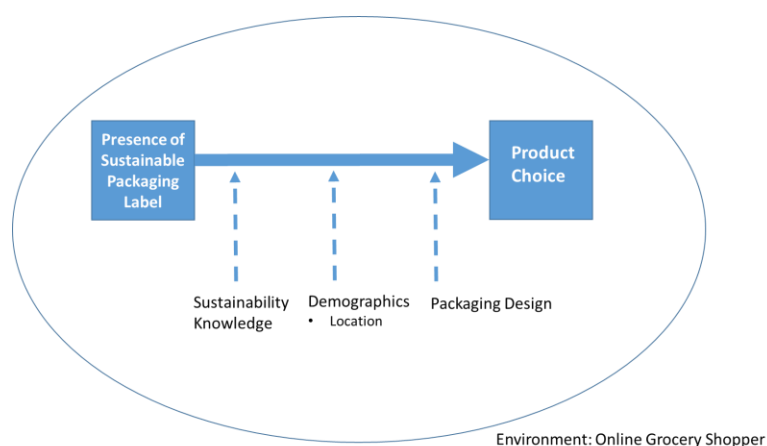 Presence of
Sustainable
Packaging
Label
Product
Choice
Sustainability
Knowledge
Demographics
• Location
Packaging Design
Environment: Online Grocery Shopper